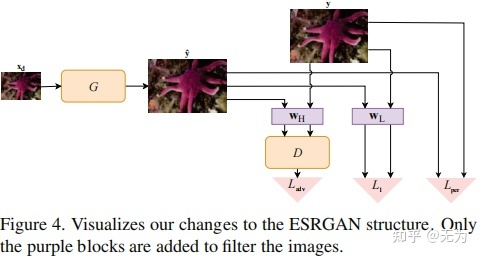 y
x_d
ŷ
G
w_H
w_L
D
L_adv
L_1
L_per
Figure 4. Visualizes our changes to the ESRGAN structure. Only
the purple blocks are added to filter the images.
知乎 @无为